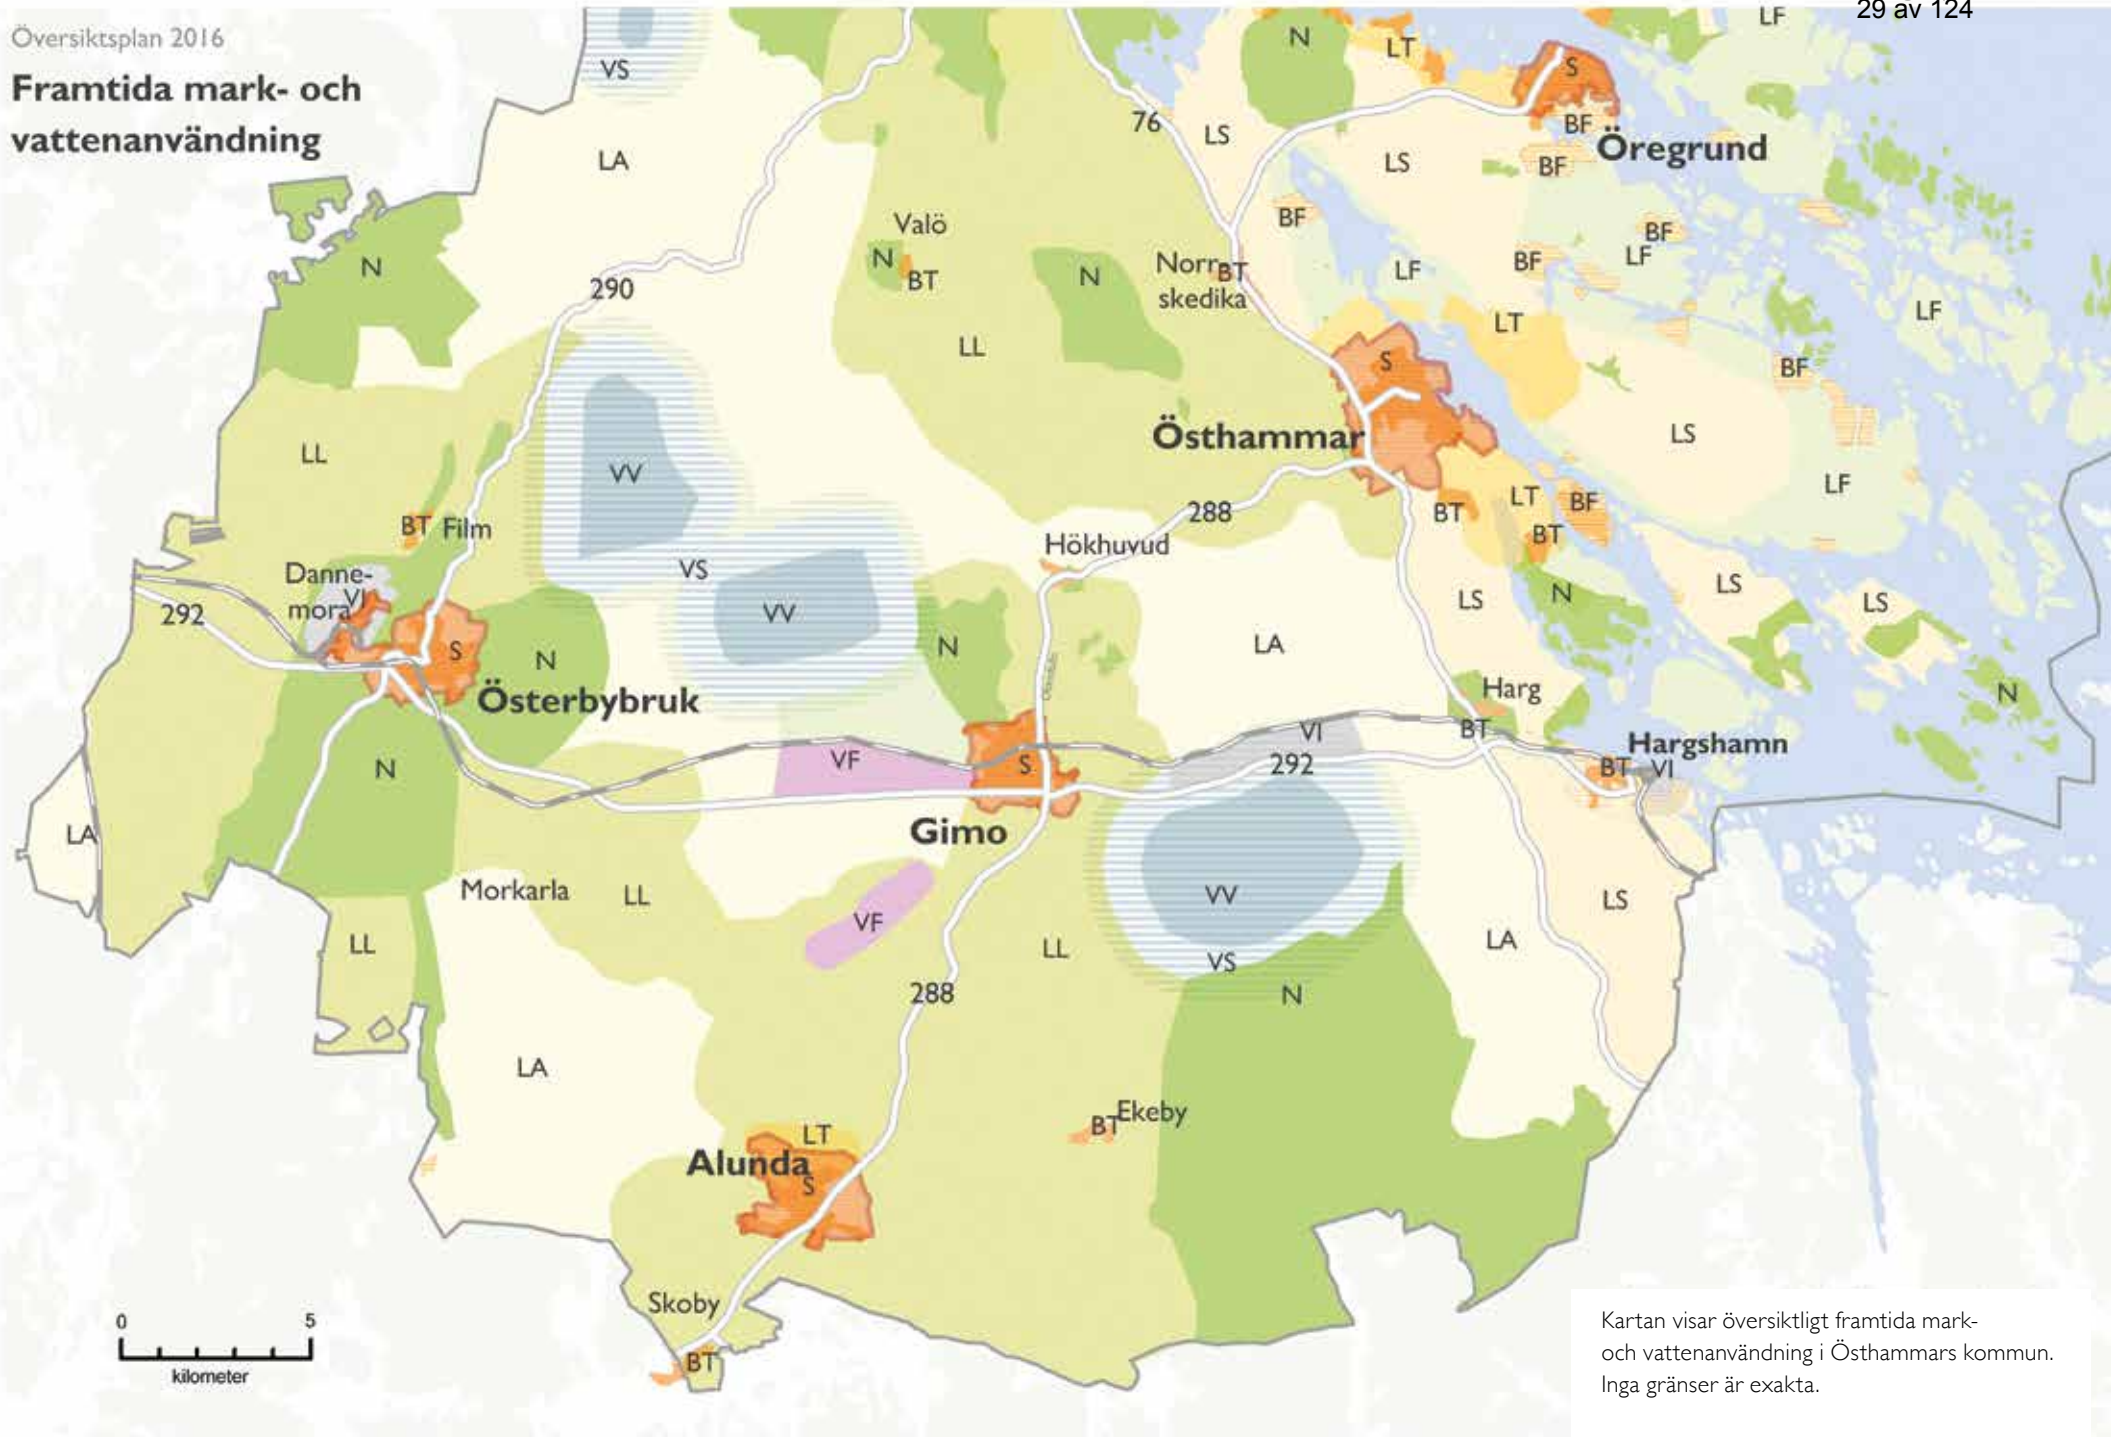 29 av 124
Översiktsplan 2016
Framtida mark- och
vattenanvändning
VS
N
LT
LF
S
BF
Öregrund
76
LS
LS
BF
LA
BF
BF
LF
Valö
N
BT
N
Norr-
BT
skedika
LF
BF
N
290
LF
LT
LL
S
BF
Östhammar
LS
LL
VV
LF
288
LT
BF
BT
BT
BT
Film
Hökhuvud
VS
Danne-
mora
VI
292
VV
LS
N
LS
LS
S
N
N
LA
Österbybruk
Harg
N
BT
VI
Hargshamn
N
VF
S
292
BT
VI
LA
Gimo
Morkarla
LL
VV
LS
VF
LL
LL
LA
VS
288
N
LA
BT
Ekeby
LT
Alunda
S
Skoby
BT
0
5
kilometer
Kartan visar översiktligt framtida mark-
och vattenanvändning i Östhammars kommun.
Inga gränser är exakta.